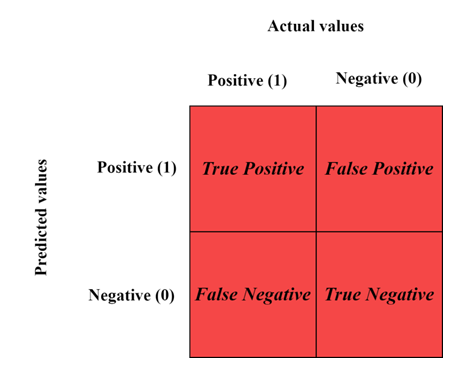 Actual values
Positive (1)
Negative (0)
Predicted values
Positive (1)
True Positive
False Positive
Negative (0)
False Negative
True Negative